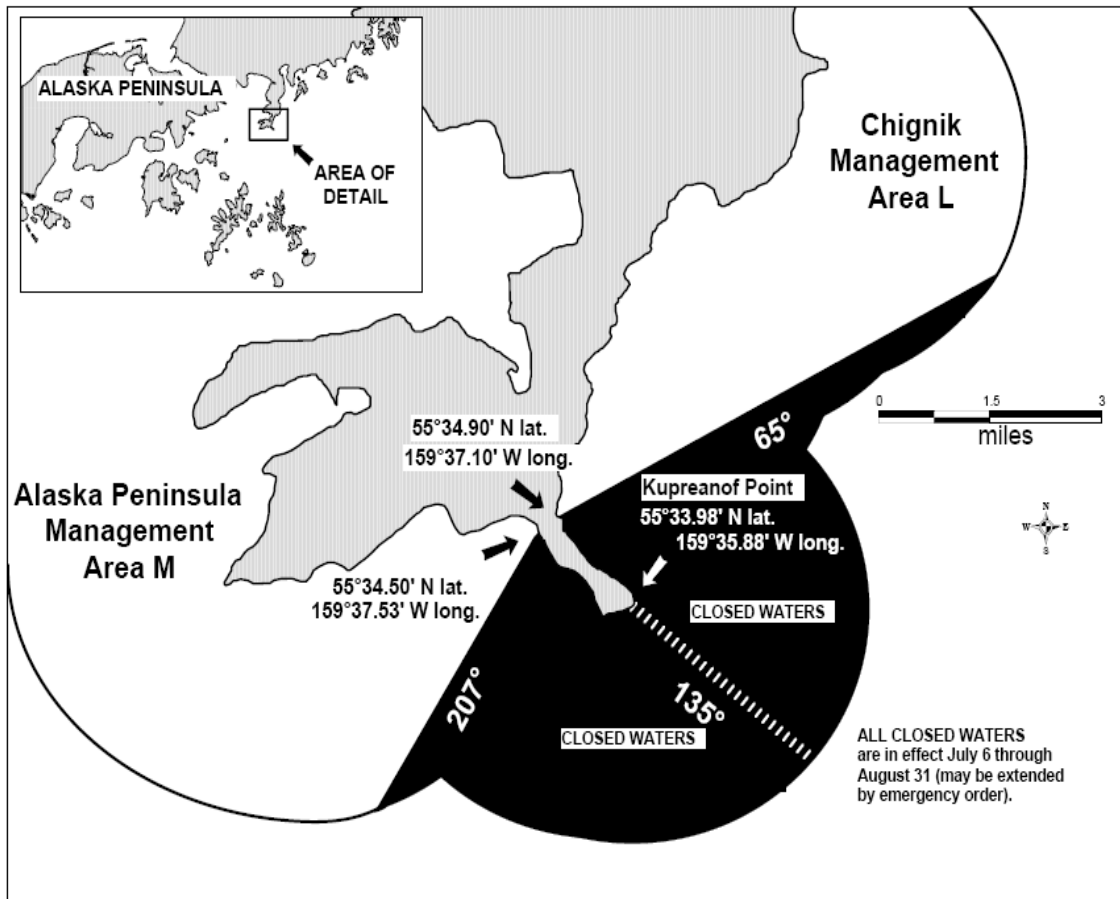 ALASKA PENINSULA
AREA OF
DETAIL
Chignik
Management
Area L
0 1.5 3
miles
N
W E
S
65°
55°34.90' N lat.
159°37.10' W long.
Kupreanof Point
55°33.98' N lat.
159°35.88' W long.
Alaska Peninsula
Management
Area M
55°34.50' N lat.
159°37.53' W long.
CLOSED WATERS
207°
135°
CLOSED WATERS
ALL CLOSED WATERS
are in effect July 6 through
August 31 (may be extended
by emergency order).